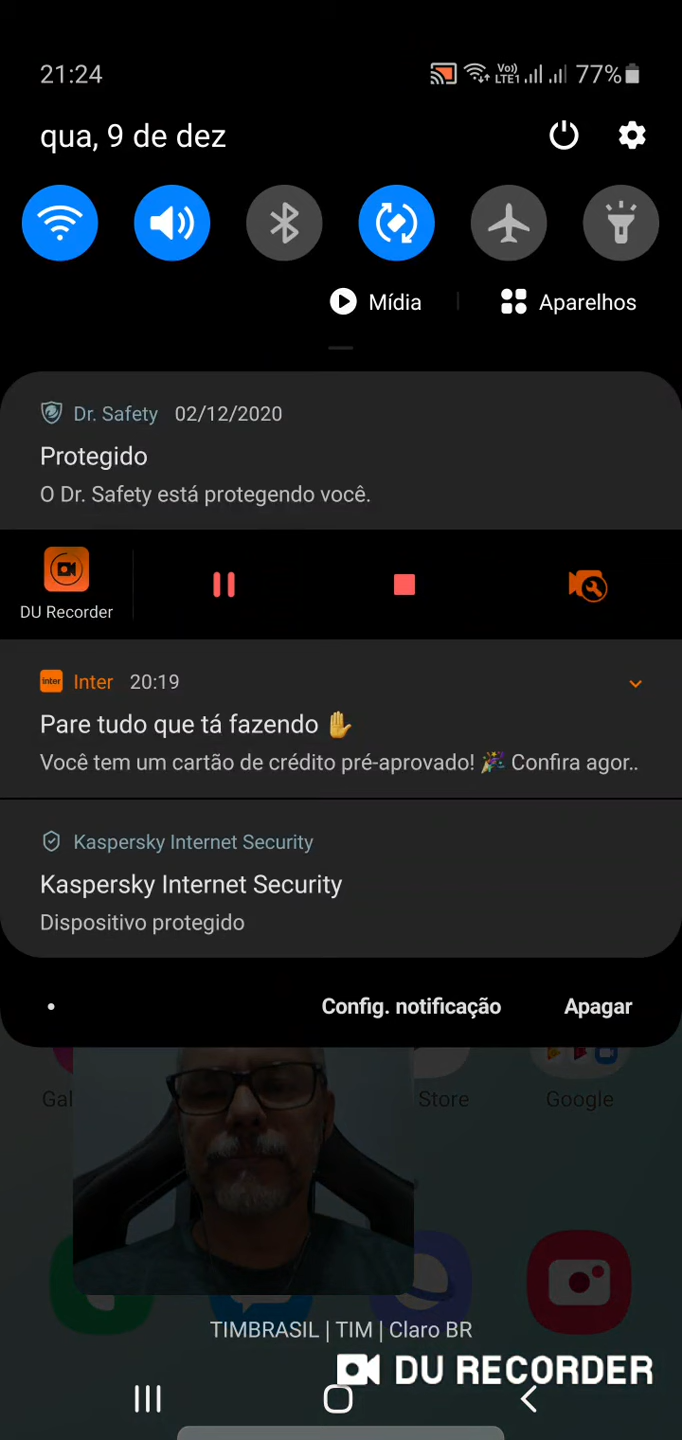 21:24
Vo)) LTE1 77%
qua, 9 de dez
Mídia
Aparelhos
Dr. Safety 02/12/2020
Protegido
O Dr. Safety está protegendo você.
DU Recorder
inter Inter 20:19
Pare tudo que tá fazendo ✋
Você tem um cartão de crédito pré-aprovado! 🎉 Confira agor..
Kaspersky Internet Security
Kaspersky Internet Security
Dispositivo protegido
Config. notificação
Apagar
Gal
Store
Google
TIMBRASIL | TIM | Claro BR
DU RECORDER